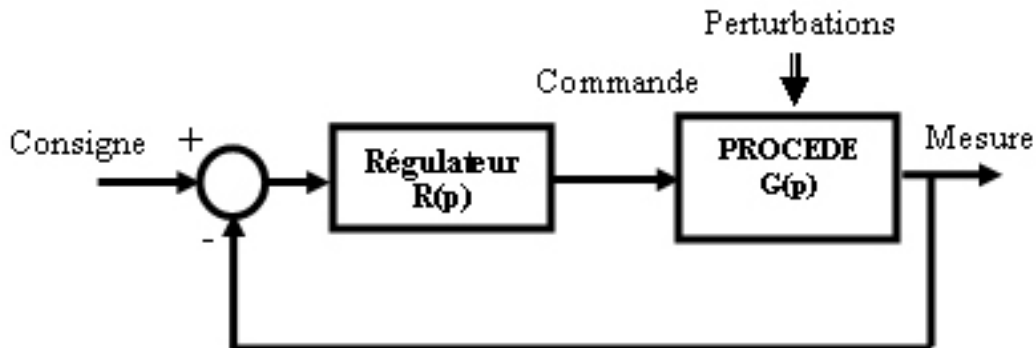 Perturbations
Commande
Consigne
+
Régulateur
R(p)
PROCEDE
G(p)
Mesure
-